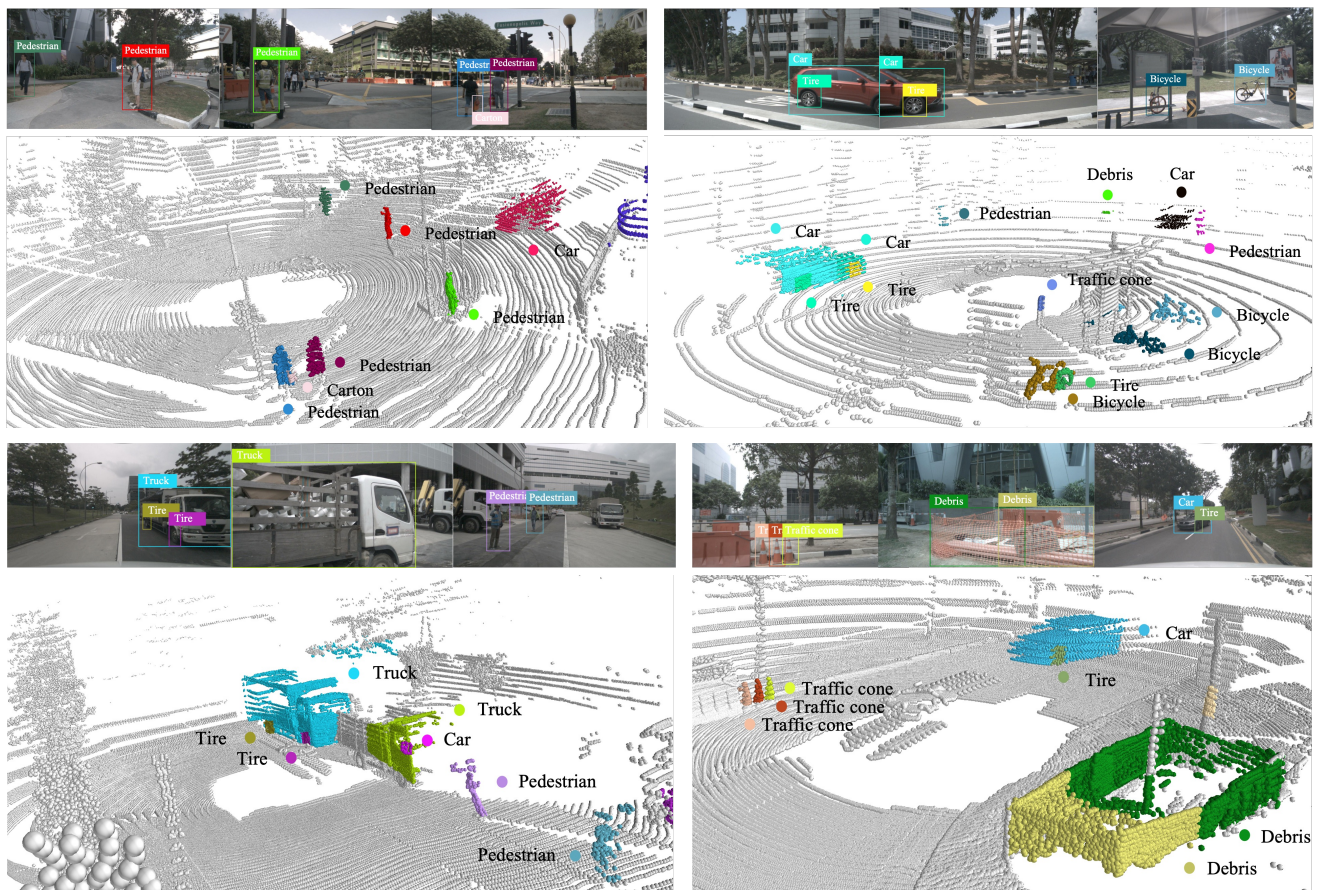 Pedestrian
Pedestrian
Pedestrian
Pedestr
Pedestrian
Carton
Car
Car
Tire
Tire
Bicycle
Bicycle
Pedestrian
Pedestrian
Car
Pedestrian
Pedestrian
Carton
Pedestrian
Debris
Car
Pedestrian
Car
Car
Pedestrian
Traffic cone
Tire
Tire
Bicycle
Bicycle
Tire
Bicycle
Truck
Tire
Tire
Truck
Pedestria
Pedestrian
Tr
Traffic cone
Debris
Debris
Car
Tire
Truck
Truck
Tire
Car
Tire
Pedestrian
Pedestrian
Car
Tire
Traffic cone
Traffic cone
Traffic cone
Debris
Debris